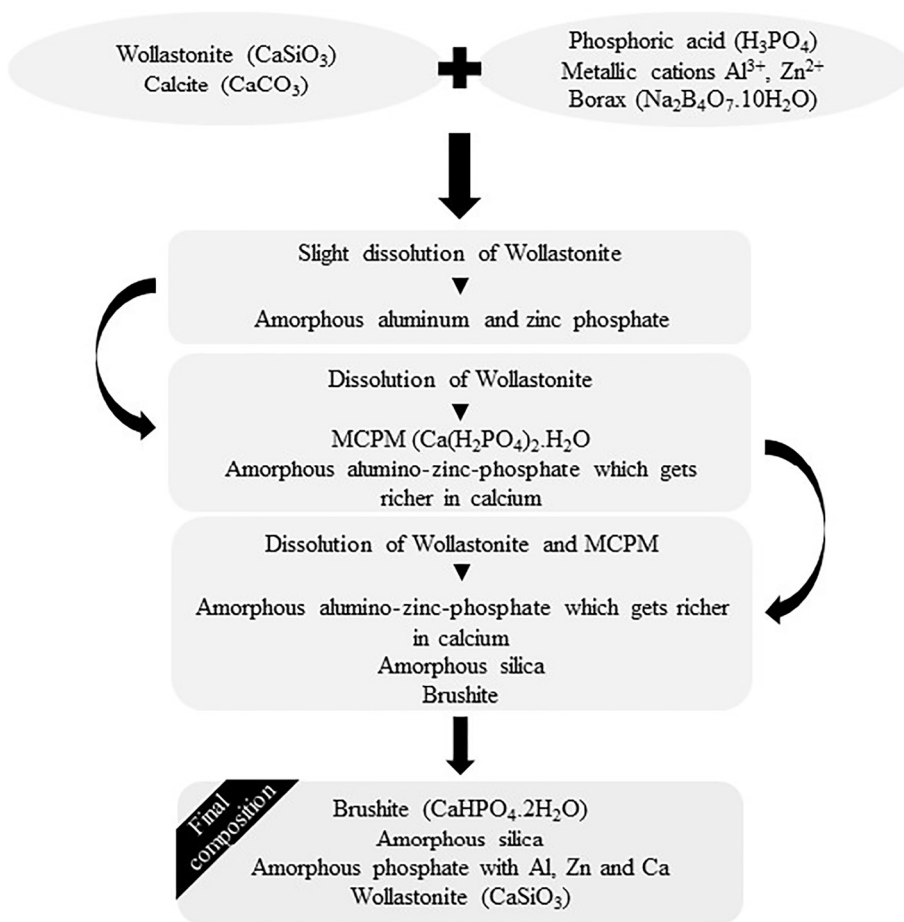 Wollastonite (CaSiO₃)
Calcite (CaCO₃)
Phosphoric acid (H₃PO₄)
Metallic cations Al³⁺, Zn²⁺
Borax (Na₂B₄O₇.10H₂O)
Slight dissolution of Wollastonite
Amorphous aluminum and zinc phosphate
Dissolution of Wollastonite
MCPM (Ca(H₂PO₄)₂.H₂O
Amorphous alumino-zinc-phosphate which gets
richer in calcium
Dissolution of Wollastonite and MCPM
Amorphous alumino-zinc-phosphate which gets richer
in calcium
Amorphous silica
Brushite
Final
composition
Brushite (CaHPO₄.2H₂O)
Amorphous silica
Amorphous phosphate with Al, Zn and Ca
Wollastonite (CaSiO₃)